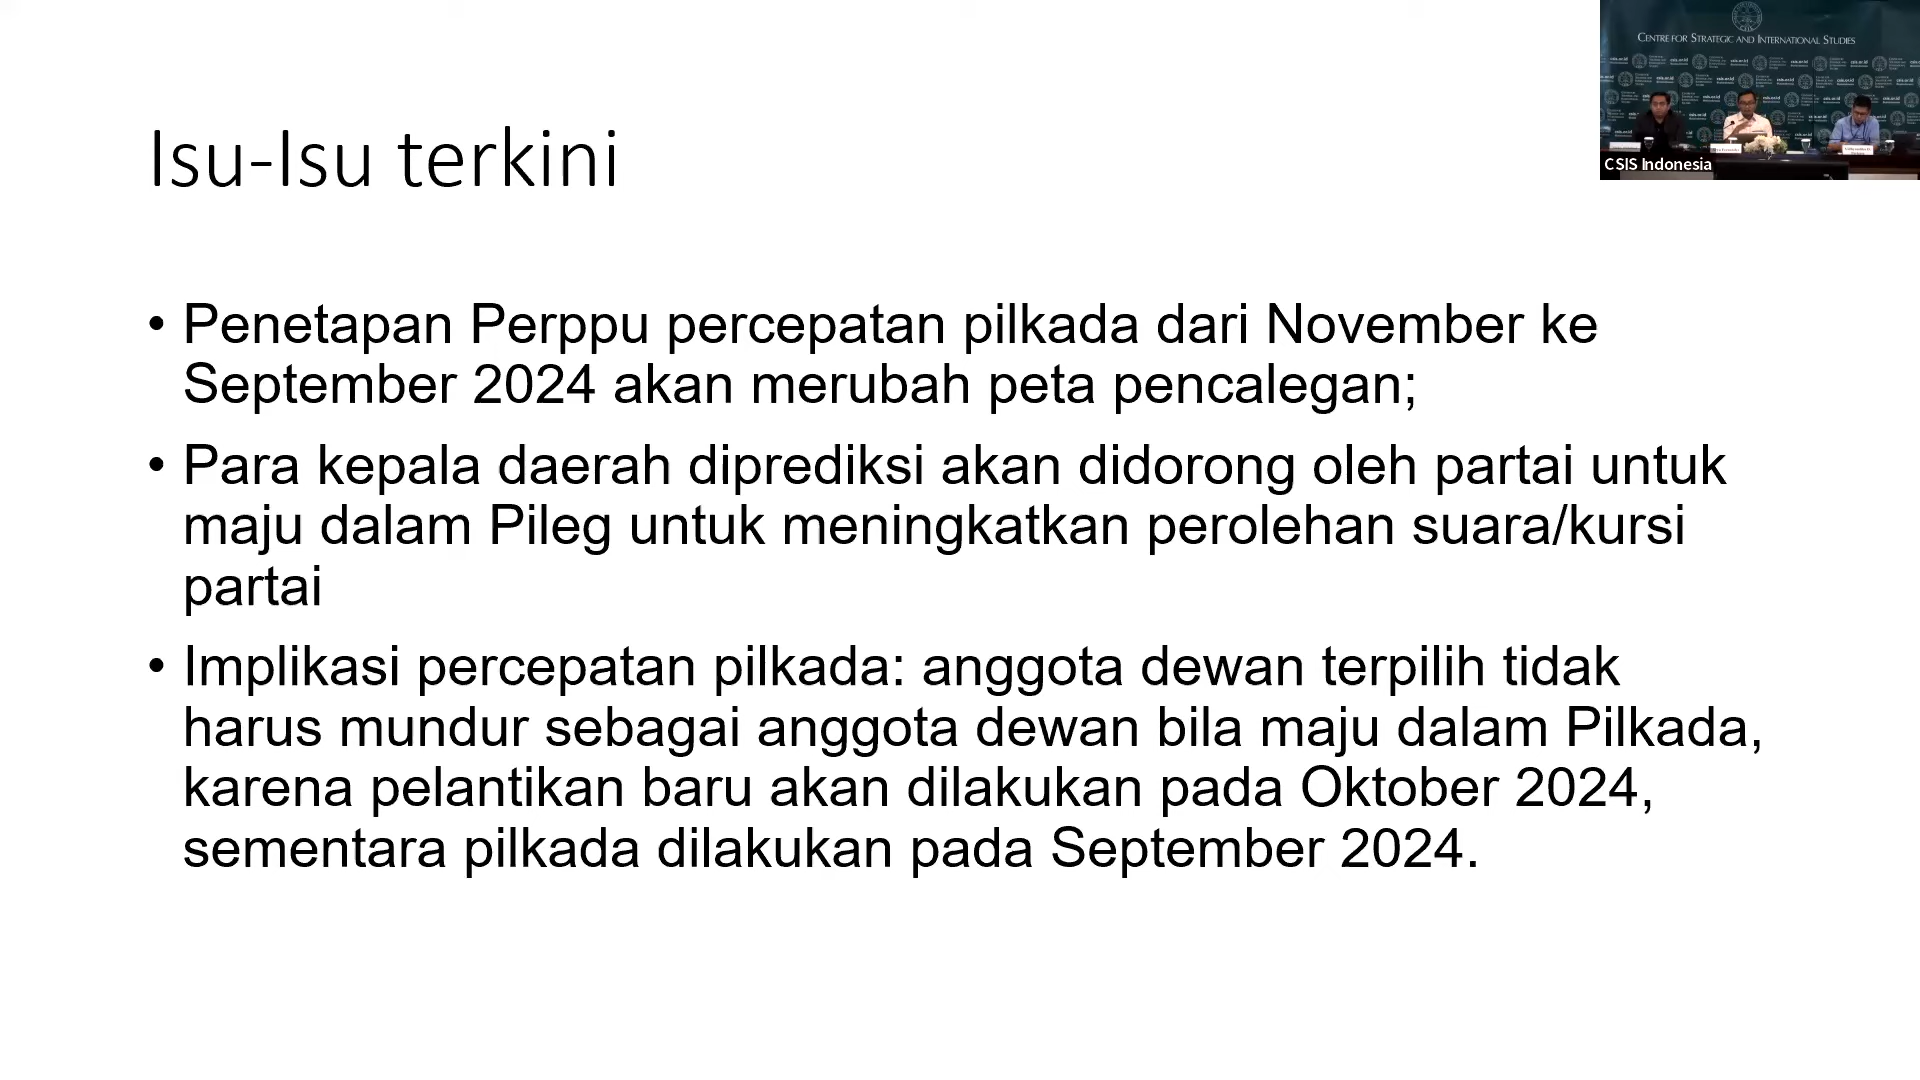 CENTRE FOR STRATEGIC AND INTERNATIONAL STUDIES
CSIS Indonesia
Isu-Isu terkini
• Penetapan Perppu percepatan pilkada dari November ke
September 2024 akan merubah peta pencalegan;
• Para kepala daerah diprediksi akan didorong oleh partai untuk
maju dalam Pileg untuk meningkatkan perolehan suara/kursi
partai
• Implikasi percepatan pilkada: anggota dewan terpilih tidak
harus mundur sebagai anggota dewan bila maju dalam Pilkada,
karena pelantikan baru akan dilakukan pada Oktober 2024,
sementara pilkada dilakukan pada September 2024.